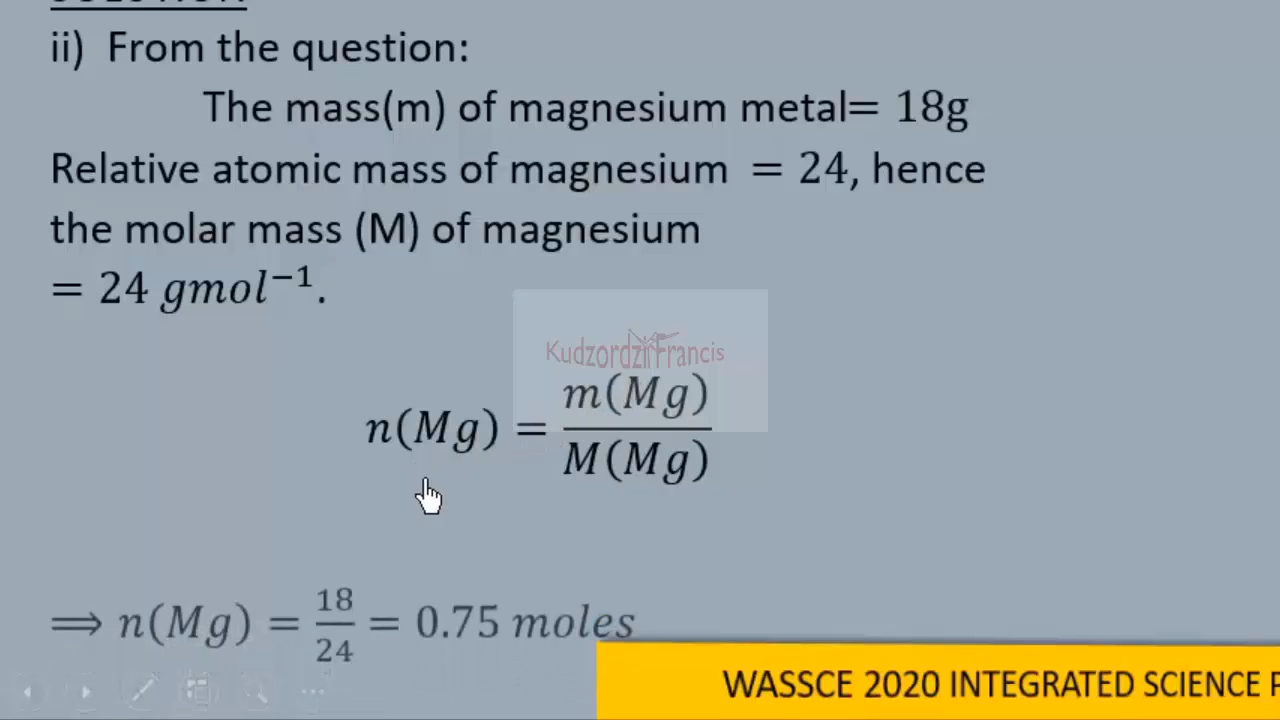 SOLUTION
ii) From the question:
The mass(m) of magnesium metal= 18g
Relative atomic mass of magnesium = 24, hence
the molar mass (M) of magnesium
= 24 gmol⁻¹.
Kudzordzi Francis
n(Mg) = m(Mg)/M(Mg)
⟹ n(Mg) = 18/24 = 0.75 moles
WASSCE 2020 INTEGRATED SCIENCE